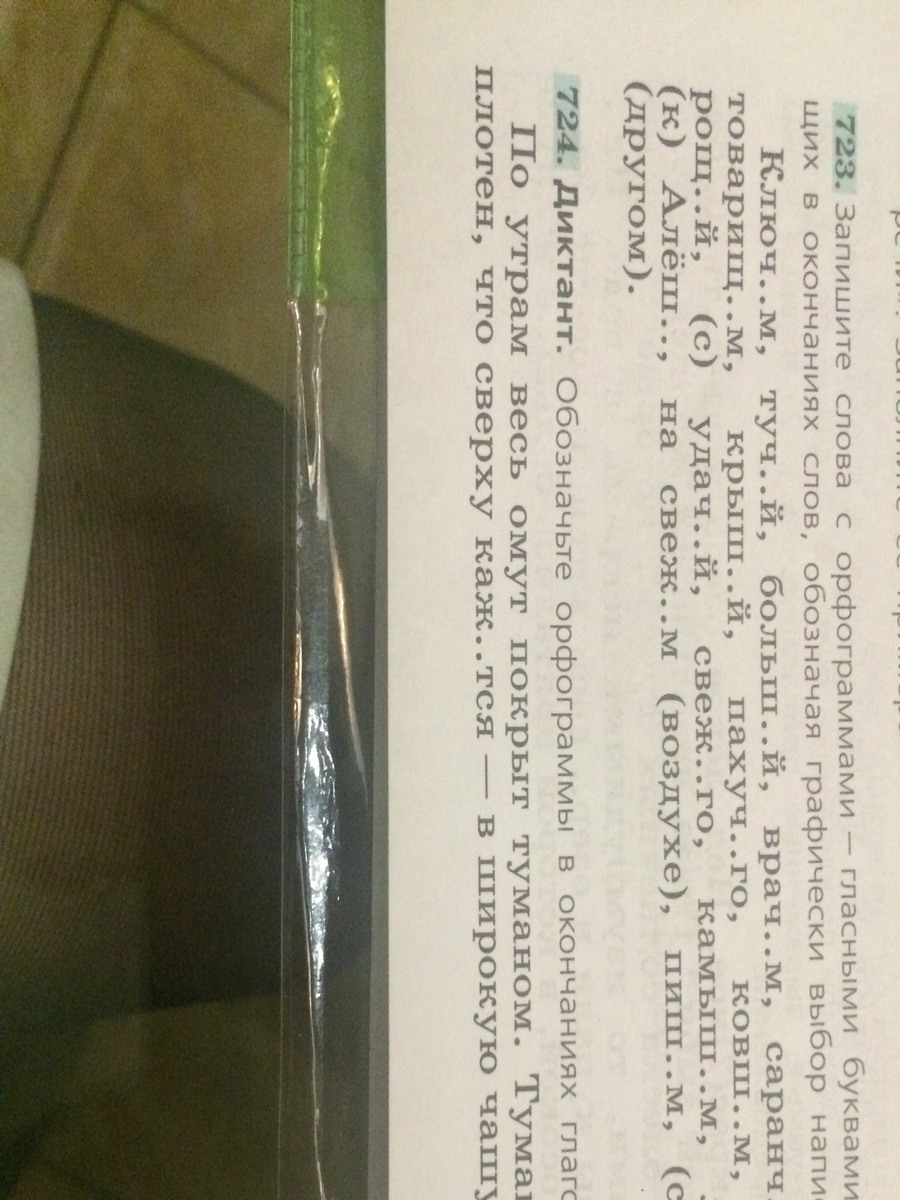 723. Запишите слова с орфограммами — гласными буквами
щих в окончаниях слов, обозначая графически выбор напи
Ключ..м, туч..й, больш..й, врач..м, саранч
товарищ..м, крыш..й, пахуч..го, ковш..м,
рощ..й, (с) удач..й, свеж..го, камыш..м,
(к) Алёш.., на свеж..м (воздухе), пиш..м, (с
(другом).
724. Диктант. Обозначьте орфограммы в окончаниях глаго
По утрам весь омут покрыт туманом. Туман
плотен, что сверху каж..тся — в широкую чашу